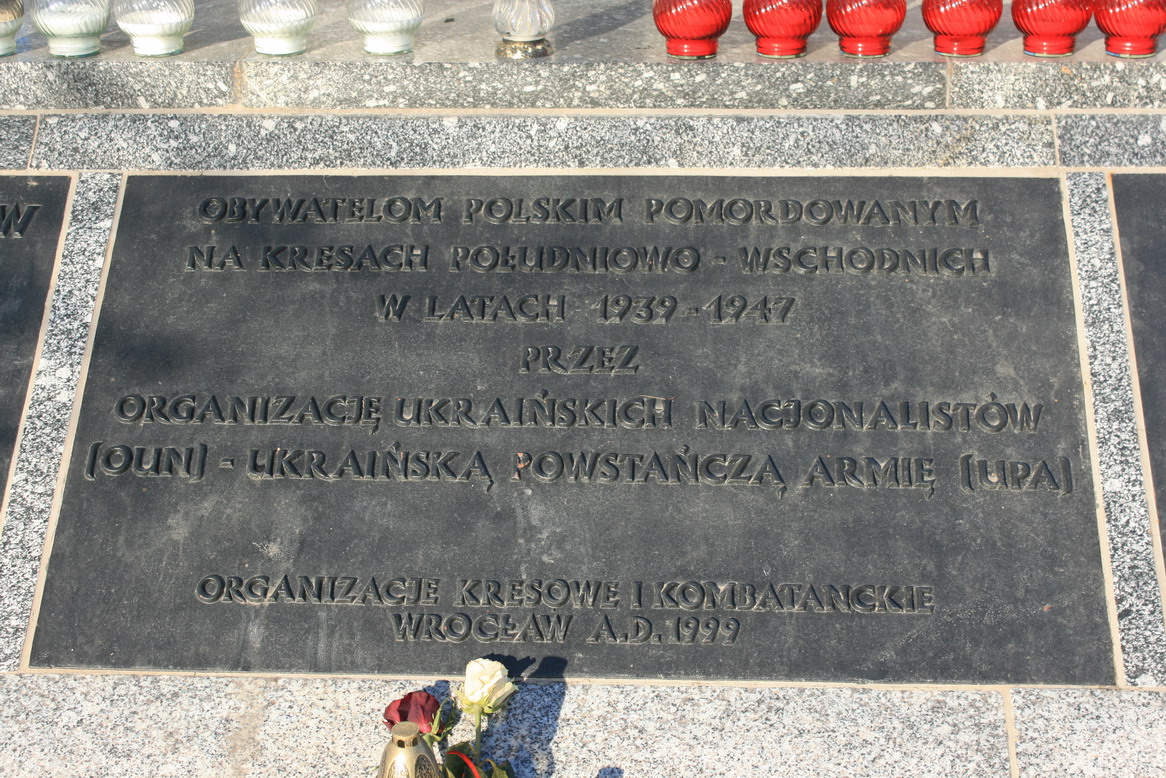 W
OBYWATELOM POLSKIM POMORDOWANYM
NA KRESACH POŁUDNIOWO - WSCHODNICH
W LATACH 1939 - 1947
PRZEZ
ORGANIZACJĘ UKRAIŃSKICH NACJONALISTÓW
(OUN) - UKRAIŃSKĄ POWSTAŃCZĄ ARMIĘ (UPA)
ORGANIZACJE KRESOWE I KOMBATANCKIE
WROCŁAW A.D. 1999